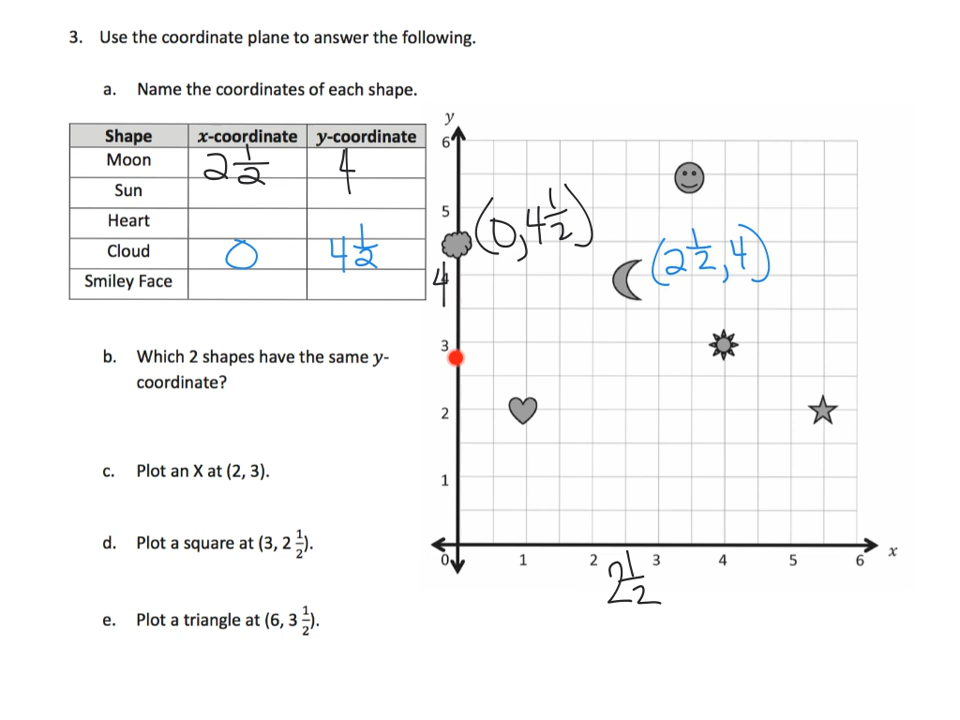 3. Use the coordinate plane to answer the following.
a. Name the coordinates of each shape.
Shape x-coordinate y-coordinate
Moon 2 1/2 4
Sun
Heart
Cloud 0 4 1/2
Smiley Face
y
6
5
(0, 4 1/2)
(2 1/2, 4)
4
3
2
1
0 1 2 2 1/2 3 4 5 6 x
b. Which 2 shapes have the same y-
coordinate?
c. Plot an X at (2, 3).
d. Plot a square at (3, 2 1/2).
e. Plot a triangle at (6, 3 1/2).